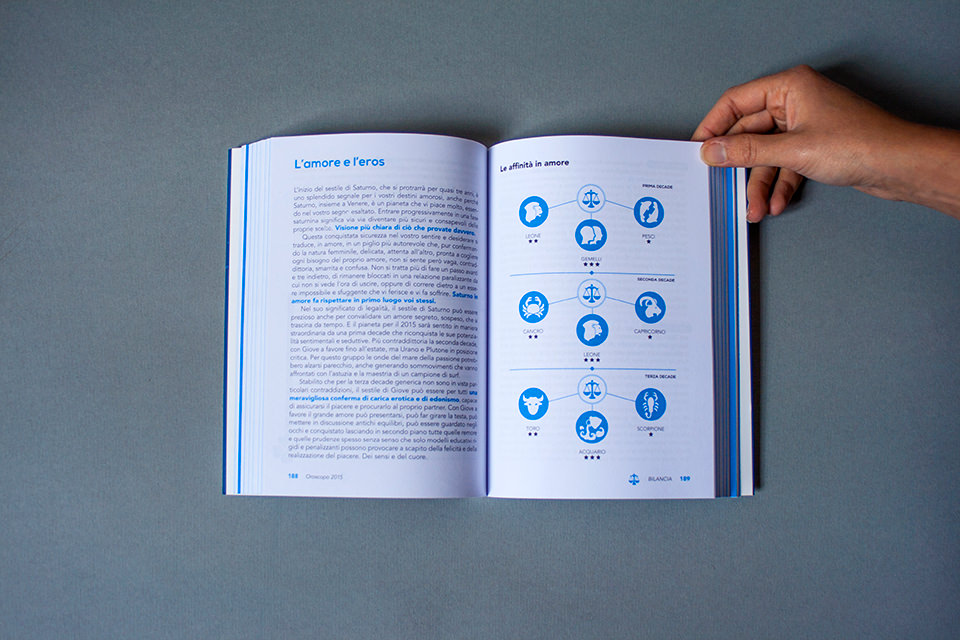 L'amore e l'eros
L'inizio del sestile di Saturno, che si protrarrà per quasi tre anni, è
uno splendido segnale per i vostri destini amorosi, anche perché
Saturno, insieme a Venere, è un pianeta che vi piace molto, essen-
do nel vostro segno esaltato. Entrare progressivamente in una fase
saturnina significa via via diventare più sicuri e consapevoli delle
proprie scelte. Visione più chiara di ciò che provate davvero.
Questa conquistata sicurezza nel vostro sentire e desiderare si
traduce, in amore, in un piglio più autorevole che, pur conferman-
do la natura femminile, delicata, attenta all'altro, pronta a cogliere
ogni bisogno del proprio amore, non si sente però vaga, contrad-
dittoria, smarrita e confusa. Non si tratta più di fare un passo avanti
e tre indietro, di rimanere bloccati in una relazione paralizzante da
cui non si vede l'ora di uscire, oppure di correre dietro a un esse-
re impossibile e sfuggente che vi ferisce e vi fa soffrire. Saturno in
amore fa rispettare in primo luogo voi stessi.
Nel suo significato di legalità, il sestile di Saturno può essere
prezioso anche per convalidare un amore segreto, sospeso, che si
trascina da tempo. E il pianeta per il 2015 sarà sentito in maniera
straordinaria da una prima decade che riconquista le sue potenzia-
lità sentimentali e seduttive. Più contraddittoria la seconda decade,
con Giove a favore fino all'estate, ma Urano e Plutone in posizione
critica. Per questo gruppo le onde del mare della passione potreb-
bero alzarsi parecchio, anche generando sommovimenti che vanno
affrontati con l'astuzia e la maestria di un campione di surf.
Stabilito che per la terza decade generica non sono in vista par-
ticolari contraddizioni, il sestile di Giove può essere per tutti una
meravigliosa conferma di carica erotica e di edonismo, capace
di assicurarsi il piacere e procurarlo al proprio partner. Con Giove a
favore il grande amore può presentarsi, può far girare la testa, può
mettere in discussione antichi equilibri, può essere guardato negli
occhi e conquistato lasciando in secondo piano tutte quelle remore
e quelle prudenze spesso senza senso che solo modelli educativi ri-
gidi e penalizzanti possono provocare a scapito della felicità e della
realizzazione del piacere. Dei sensi e del cuore.
188 Oroscopo 2015
Le affinità in amore
PRIMA DECADE
LEONE
★★
PESCI
★
GEMELLI
★★★
SECONDA DECADE
CANCRO
★★
CAPRICORNO
★
LEONE
★★★
TERZA DECADE
TORO
★★
SCORPIONE
★
ACQUARIO
★★★
BILANCIA 189